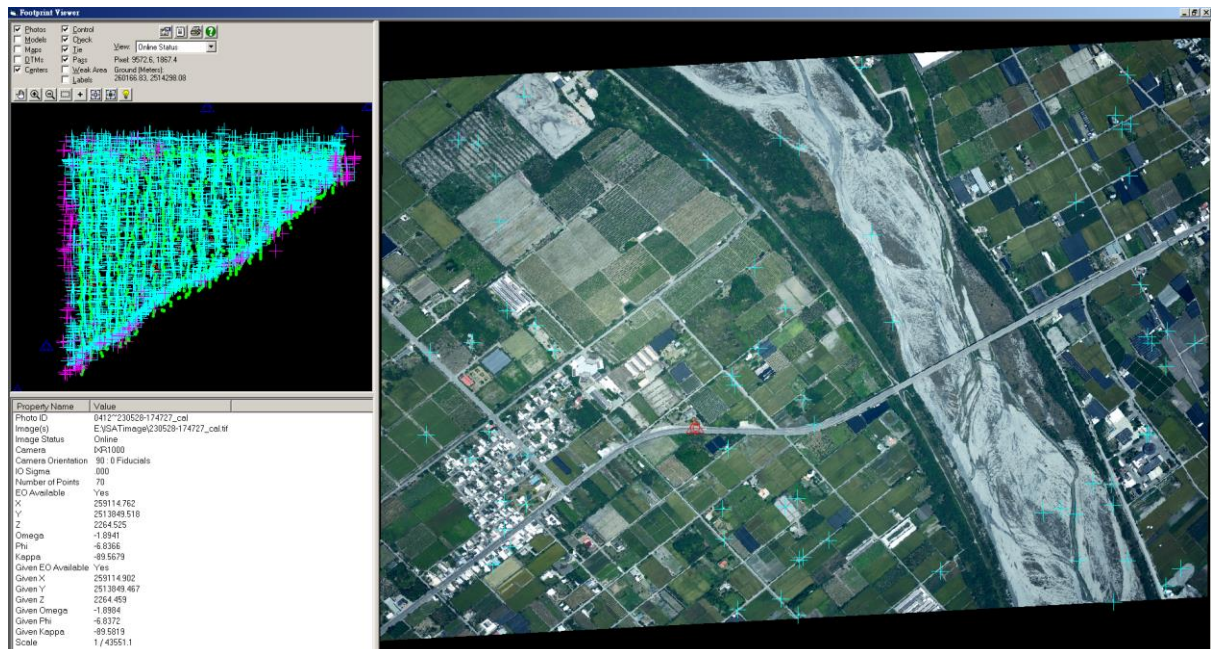 Footprint Viewer
Photos
Control
Models
Check
Maps
Tie
View: Online Status
DTMs
Pass
Pixel: 9572.6, 1867.4
Centers
Weak Area
Ground (Meters):
Labels
260166.83, 2514298.08
Property Name Value
Photo ID 0412~230528-174727_cal
Image(s) E:\ISATimage\230528-174727_cal.tif
Image Status Online
Camera IXR1000
Camera Orientation 90 : 0 Fiducials
IO Sigma .000
Number of Points 70
EO Available Yes
X 259114.762
Y 2513849.518
Z 2264.525
Omega -1.8941
Phi -6.8366
Kappa -89.5679
Given EO Available Yes
Given X 259114.902
Given Y 2513849.467
Given Z 2264.459
Given Omega -1.8984
Given Phi -6.8372
Given Kappa -89.5819
Scale 1 / 43551.1